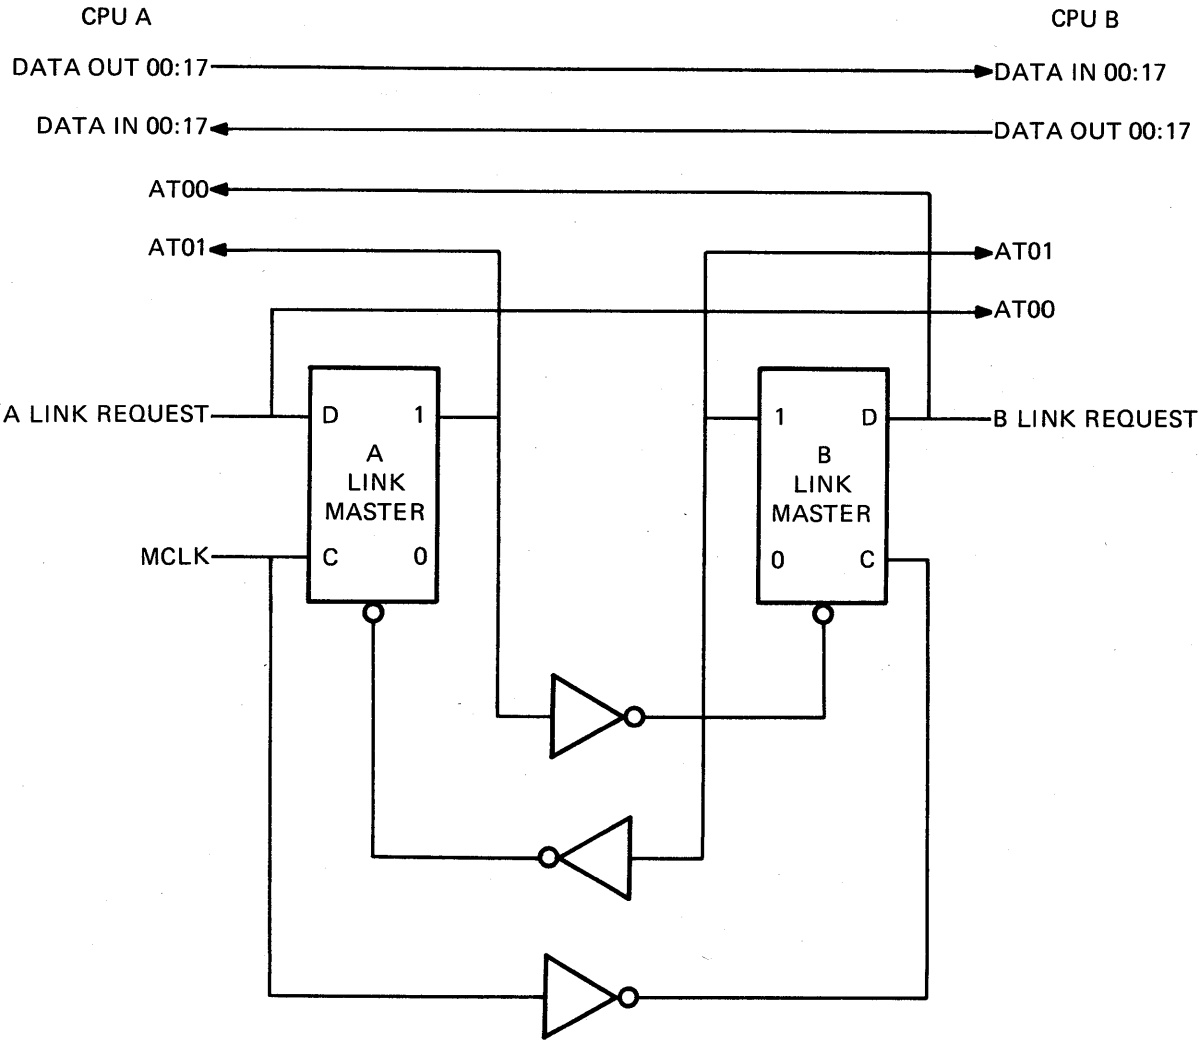 CPU A
CPU B
DATA OUT 00:17
DATA IN 00:17
DATA IN 00:17
DATA OUT 00:17
AT00
AT01
AT01
AT00
A LINK REQUEST
D
1
1
D
B LINK REQUEST
A
LINK
MASTER
B
LINK
MASTER
MCLK
C
0
0
C